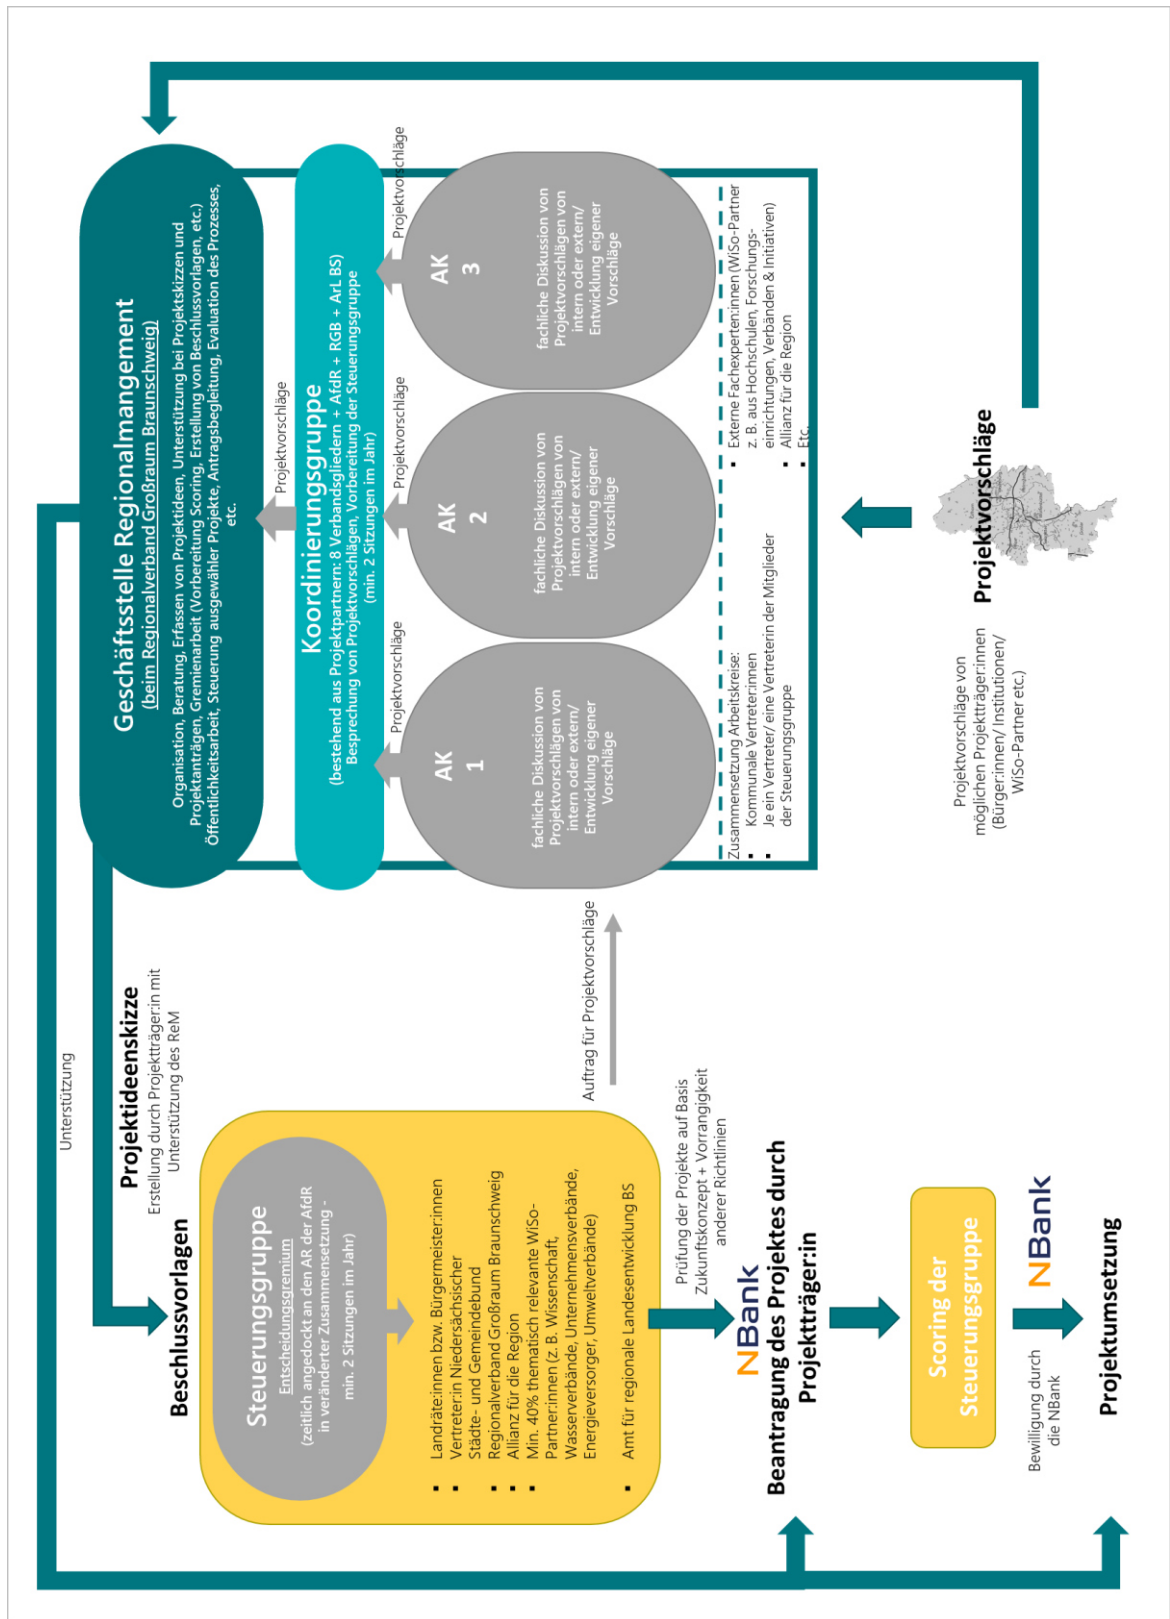 Unterstützung
Projektideenskizze
Erstellung durch Projektträger:in mit
Unterstützung des ReM
Beschlussvorlagen
Steuerungsgruppe
Entscheidungsgremium
(zeitlich angedockt an den AR der AfdR
in veränderter Zusammensetzung -
min. 2 Sitzungen im Jahr)
▪ Landräte:innen bzw. Bürgermeister:innen
▪ Vertreter:in Niedersächsischer
Städte- und Gemeindebund
▪ Regionalverband Großraum Braunschweig
▪ Allianz für die Region
▪ Min. 40% thematisch relevante WiSo-
Partner:innen (z. B. Wissenschaft,
Wasserverbände, Unternehmensverbände,
Energieversorger, Umweltverbände)
▪ Amt für regionale Landesentwicklung BS
Auftrag für Projektvorschläge
Prüfung der Projekte auf Basis
Zukunftskonzept + Vorrangigkeit
anderer Richtlinien
NBank
Beantragung des Projektes durch
Projektträger:in
Scoring der
Steuerungsgruppe
Bewilligung durch
die NBank
NBank
Projektumsetzung
Geschäftsstelle Regionalmangement
(beim Regionalverband Großraum Braunschweig)
Organisation, Beratung, Erfassen von Projektideen, Unterstützung bei Projektskizzen und
Projektanträgen, Gremienarbeit (Vorbereitung Scoring, Erstellung von Beschlussvorlagen, etc.)
Öffentlichkeitsarbeit, Steuerung ausgewähler Projekte, Antragsbegleitung, Evaluation des Prozesses,
etc.
Projektvorschläge
Koordinierungsgruppe
(bestehend aus Projektpartnern: 8 Verbandsgliedern + AfdR + RGB + ArL BS)
Besprechung von Projektvorschlägen, Vorbereitung der Steuerungsgruppe)
(min. 2 Sitzungen im Jahr)
Projektvorschläge
Projektvorschläge
Projektvorschläge
AK
1
fachliche Diskussion von
Projektvorschlägen von
intern oder extern/
Entwicklung eigener
Vorschläge
AK
2
fachliche Diskussion von
Projektvorschlägen von
intern oder extern/
Entwicklung eigener
Vorschläge
AK
3
fachliche Diskussion von
Projektvorschlägen von
intern oder extern/
Entwicklung eigener
Vorschläge
Zusammensetzung Arbeitskreise:
▪ Kommunale Vertreter:innen
▪ Je ein Vertreter/ eine Vertreterin der Mitglieder
der Steuerungsgruppe
▪ Externe Fachexperten:innen (WiSo-Partner
z. B. aus Hochschulen, Forschungs-
einrichtungen, Verbänden & Initiativen)
▪ Allianz für die Region
▪ Etc.
Projektvorschläge
Projektvorschläge von
möglichen Projektträger:innen
(Bürger:innen/ Institutionen/
WiSo-Partner etc.)